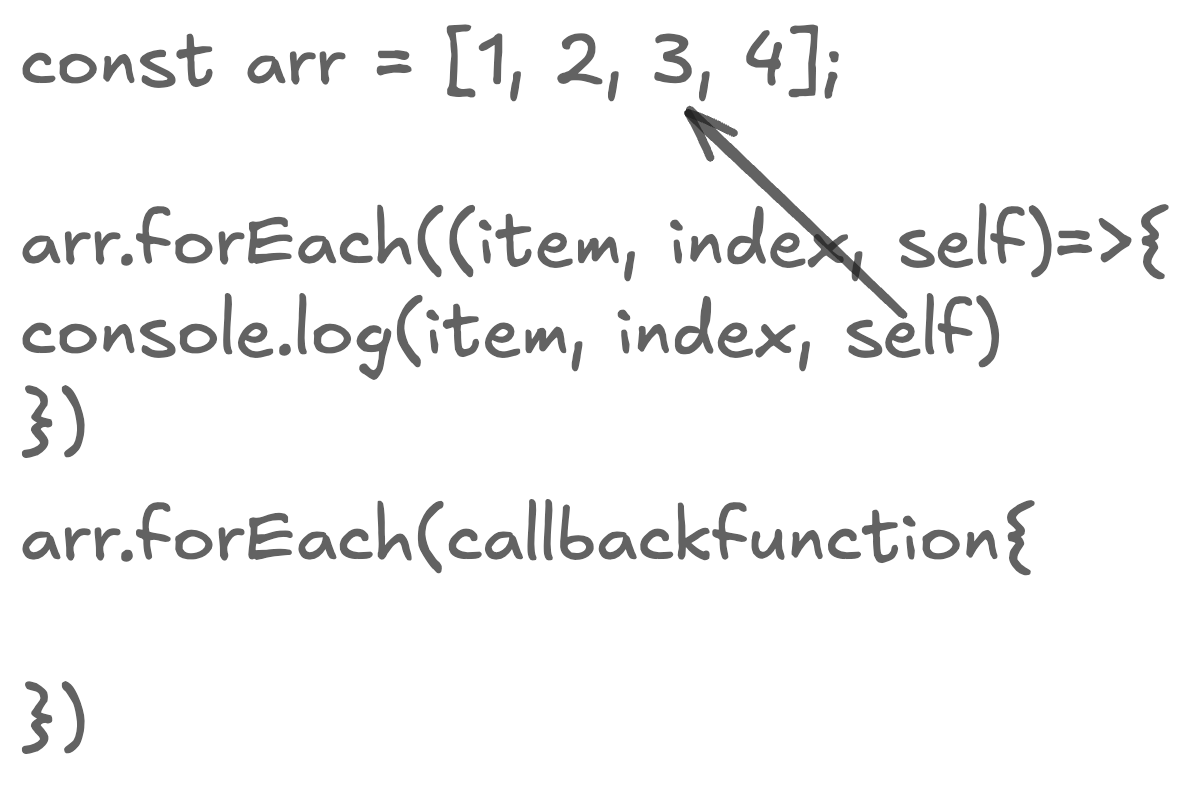 const arr = [1, 2, 3, 4];
arr.forEach((item, index, self)=>{
console.log(item, index, self)
})
arr.forEach(callbackfunction{
})